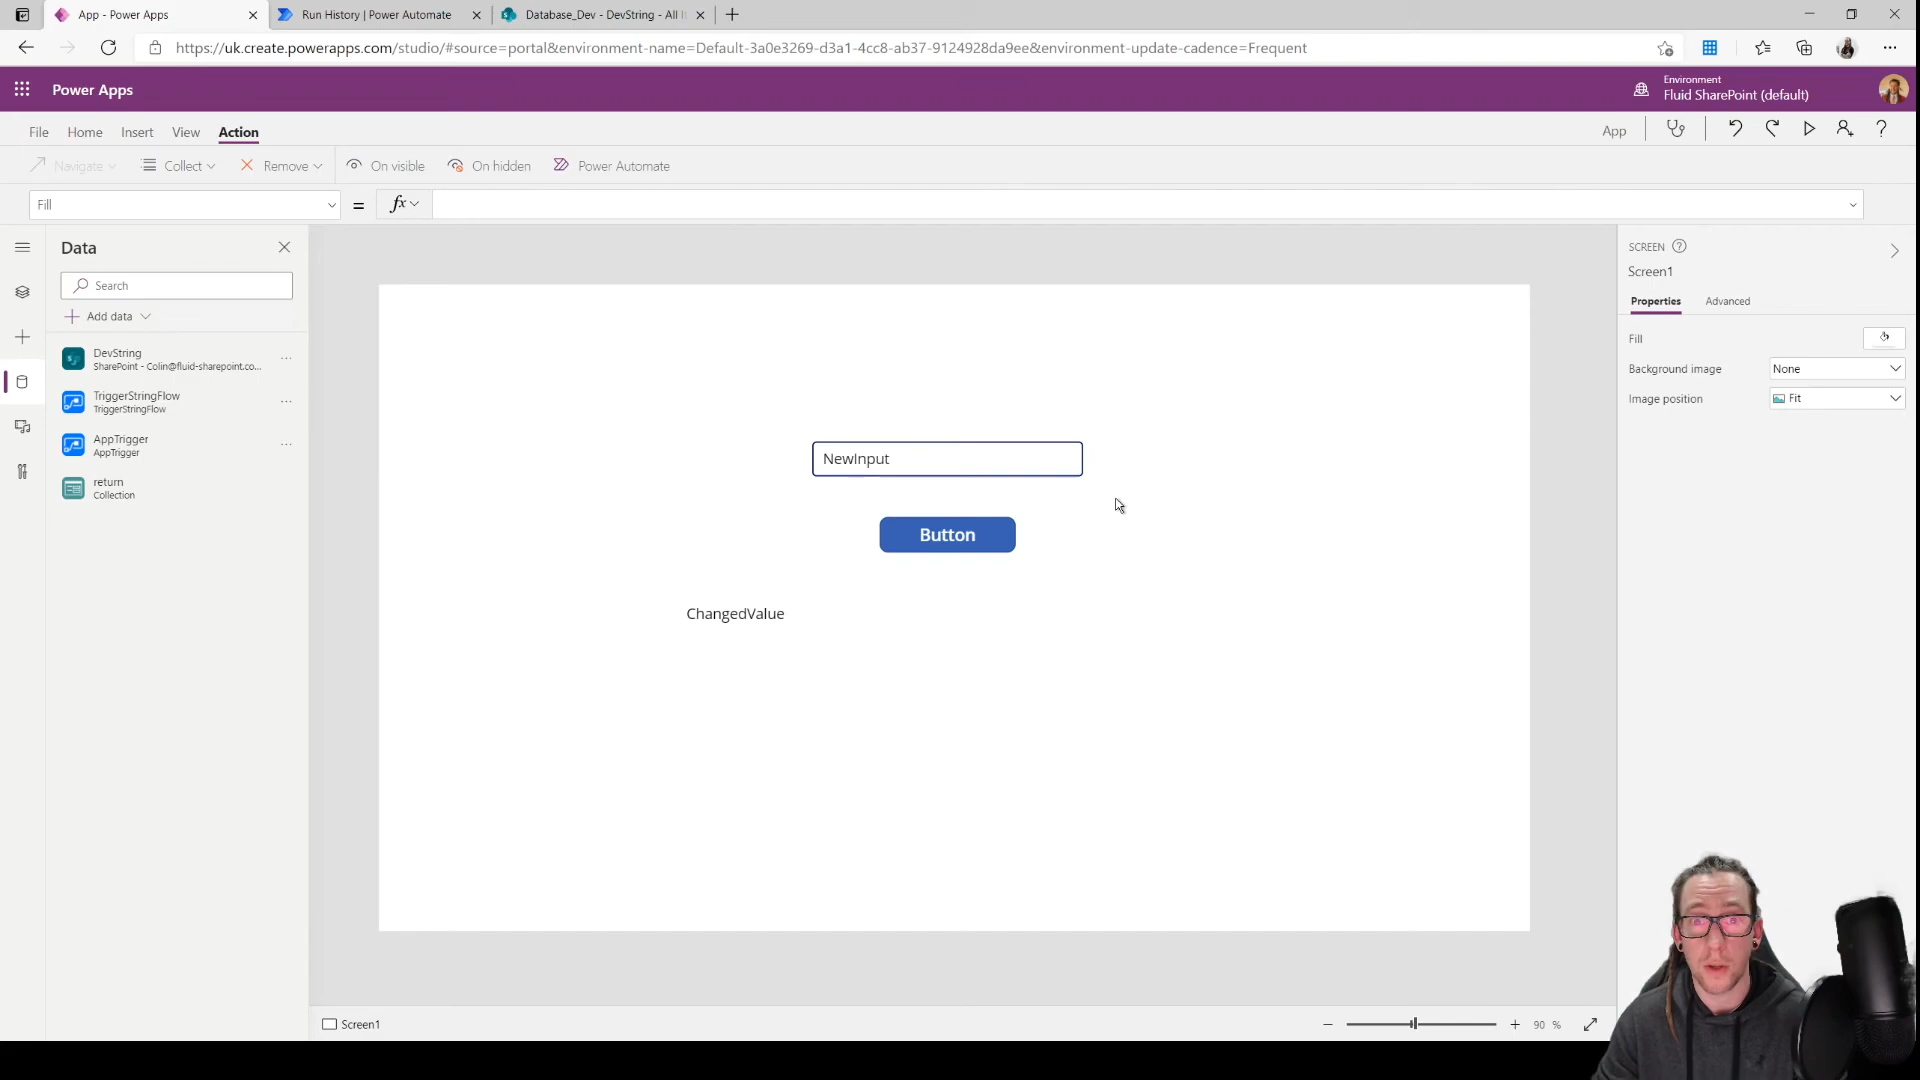 App - Power Apps
Run History | Power Automate
Database_Dev - DevString - All I
https://uk.create.powerapps.com/studio/#source=portal&environment-name=Default-3a0e3269-d3a1-4cc8-ab37-9124928da9ee&environment-update-cadence=Frequent
Power Apps
Environment
Fluid SharePoint (default)
File Home Insert View Action
App
Navigate Collect Remove On visible On hidden Power Automate
Fill = fx
Data
Search
Add data
DevString
SharePoint - Colin@fluid-sharepoint.co...
TriggerStringFlow
TriggerStringFlow
AppTrigger
AppTrigger
return
Collection
NewInput
Button
ChangedValue
SCREEN
Screen1
Properties Advanced
Fill
Background image None
Image position Fit
Screen1
90 %